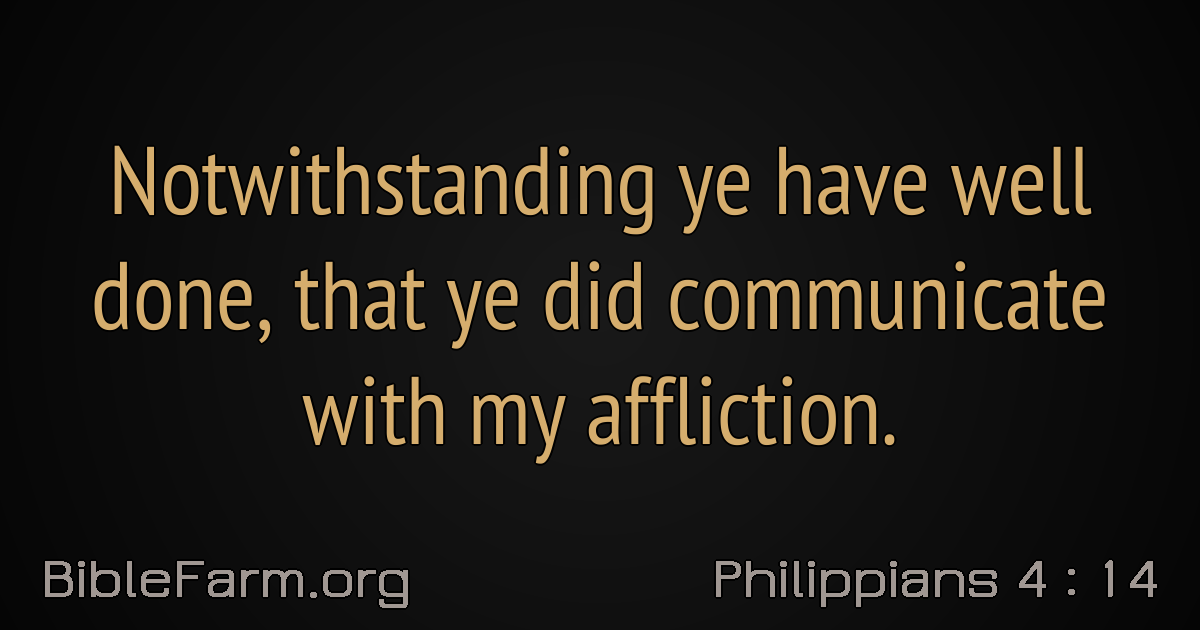 Notwithstanding ye have well
done, that ye did communicate
with my affliction.
BibleFarm.org
Philippians 4 : 14